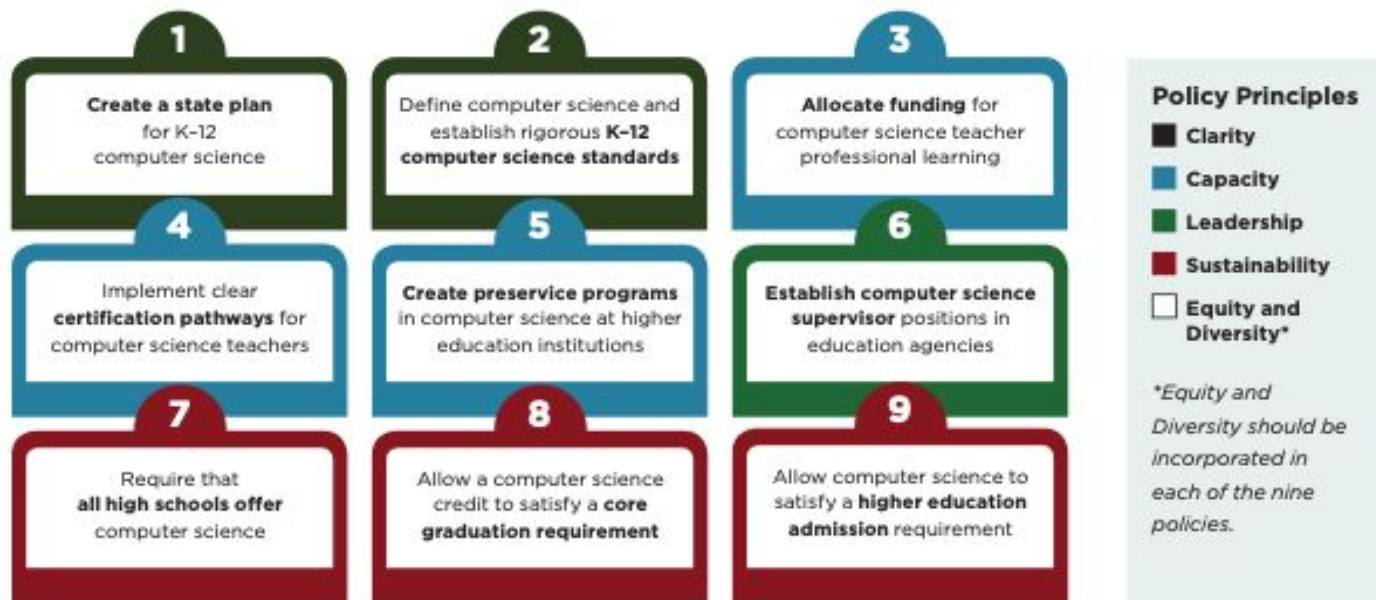 1
Create a state plan
for K–12
computer science
2
Define computer science and
establish rigorous K–12
computer science standards
3
Allocate funding for
computer science teacher
professional learning
4
Implement clear
certification pathways for
computer science teachers
5
Create preservice programs
in computer science at higher
education institutions
6
Establish computer science
supervisor positions in
education agencies
7
Require that
all high schools offer
computer science
8
Allow a computer science
credit to satisfy a core
graduation requirement
9
Allow computer science to
satisfy a higher education
admission requirement
Policy Principles
Clarity
Capacity
Leadership
Sustainability
Equity and
Diversity*
*Equity and
Diversity should be
incorporated in
each of the nine
policies.